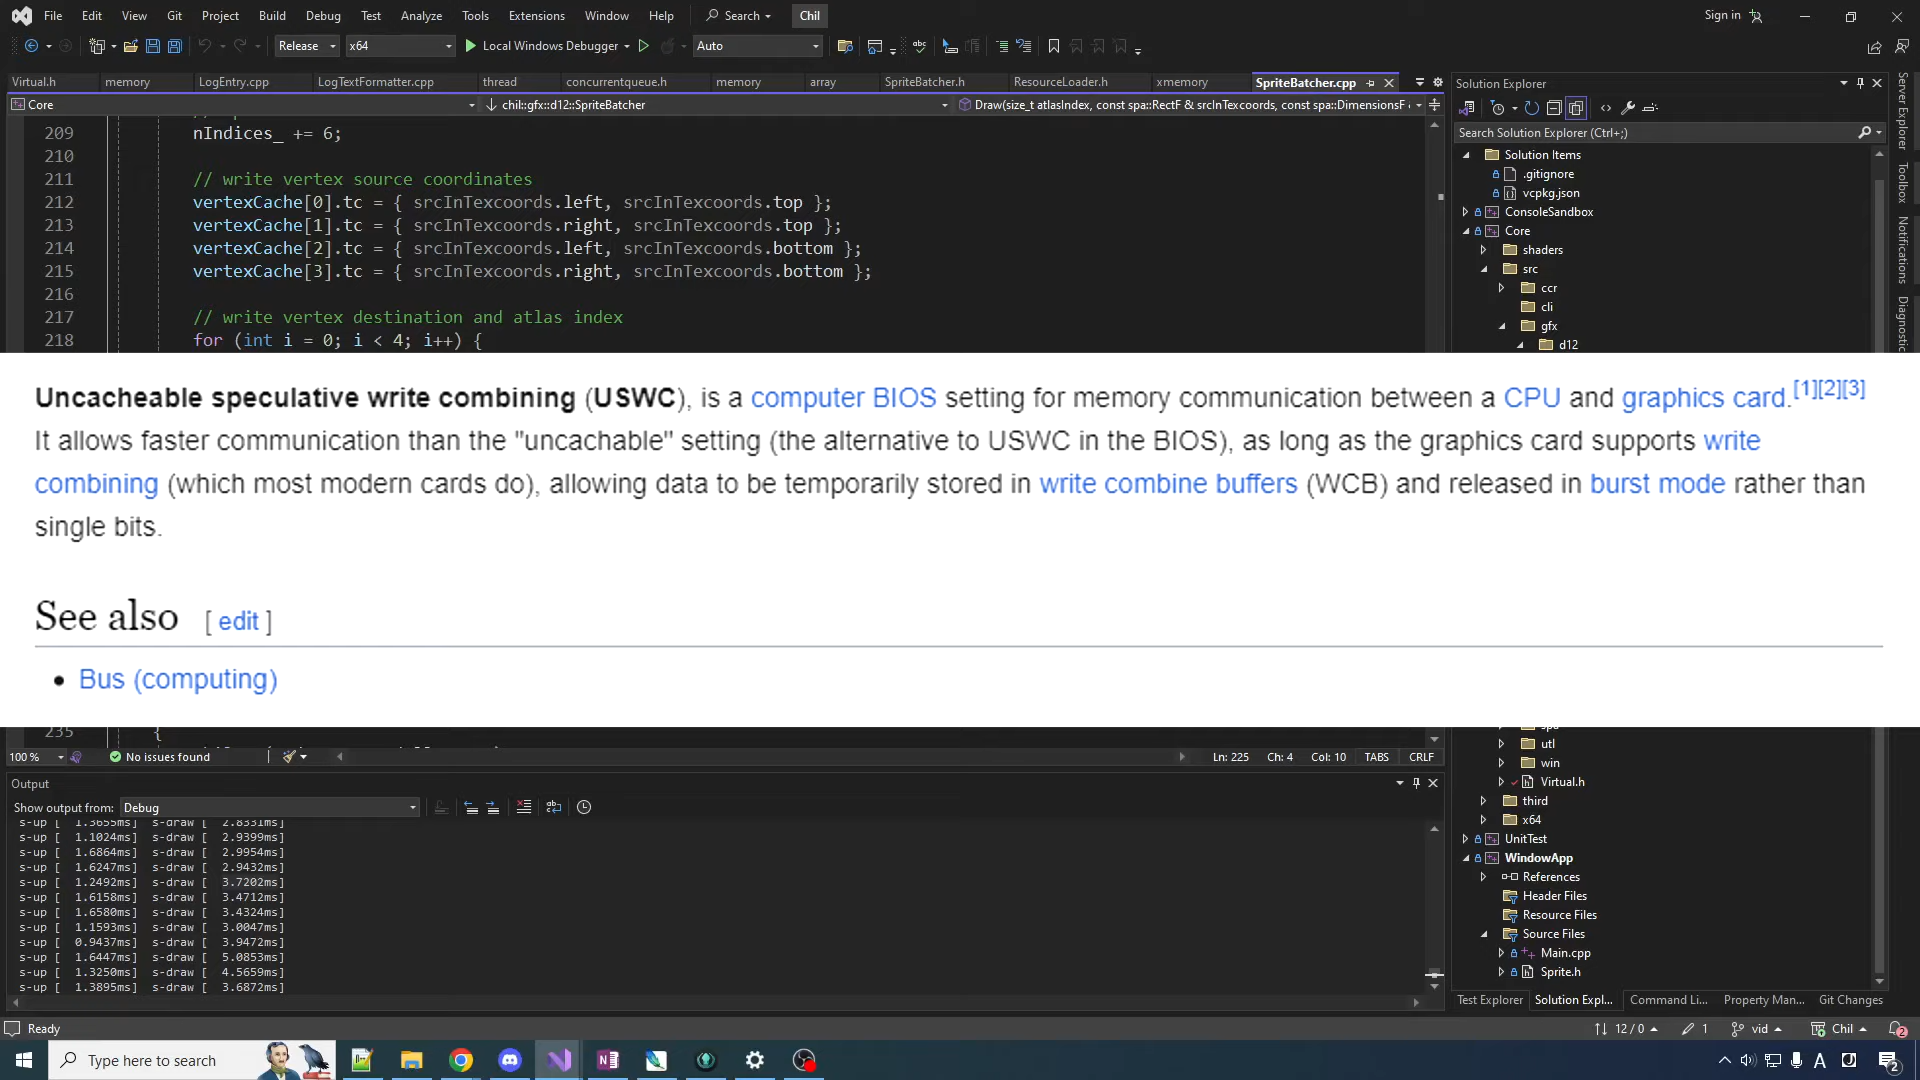 File Edit View Git Project Build Debug Test Analyze Tools Extensions Window Help Search Chil Sign in
Release x64 Local Windows Debugger Auto
Virtual.h memory LogEntry.cpp LogTextFormatter.cpp thread concurrentqueue.h memory array SpriteBatcher.h ResourceLoader.h xmemory SpriteBatcher.cpp
Core chil::gfx::d12::SpriteBatcher Draw(size_t atlasIndex, const spa::RectF & srcInTexcoords, const spa::DimensionsF
209 nIndices_ += 6;
210
211 // write vertex source coordinates
212 vertexCache[0].tc = { srcInTexcoords.left, srcInTexcoords.top };
213 vertexCache[1].tc = { srcInTexcoords.right, srcInTexcoords.top };
214 vertexCache[2].tc = { srcInTexcoords.left, srcInTexcoords.bottom };
215 vertexCache[3].tc = { srcInTexcoords.right, srcInTexcoords.bottom };
216
217 // write vertex destination and atlas index
218 for (int i = 0; i < 4; i++) {
Solution Explorer
Search Solution Explorer (Ctrl+;)
Solution Items
.gitignore
vcpkg.json
ConsoleSandbox
Core
shaders
src
ccr
cli
gfx
d12
Server Explorer
Toolbox
Notifications
Uncacheable speculative write combining (USWC), is a computer BIOS setting for memory communication between a CPU and graphics card.[1][2][3]
It allows faster communication than the "uncachable" setting (the alternative to USWC in the BIOS), as long as the graphics card supports write
combining (which most modern cards do), allowing data to be temporarily stored in write combine buffers (WCB) and released in burst mode rather than
single bits.
See also [ edit ]
• Bus (computing)
235 {
100 % No issues found Ln: 225 Ch: 4 Col: 10 TABS CRLF
utl
win
Virtual.h
third
x64
UnitTest
WindowApp
References
Header Files
Resource Files
Source Files
Main.cpp
Sprite.h
Output
Show output from: Debug
s-up [ 1.3655ms] s-draw [ 2.8331ms]
s-up [ 1.1024ms] s-draw [ 2.9399ms]
s-up [ 1.6864ms] s-draw [ 2.9954ms]
s-up [ 1.6247ms] s-draw [ 2.9432ms]
s-up [ 1.2492ms] s-draw [ 3.7202ms]
s-up [ 1.6158ms] s-draw [ 3.4712ms]
s-up [ 1.6580ms] s-draw [ 3.4324ms]
s-up [ 1.1593ms] s-draw [ 3.0047ms]
s-up [ 0.9437ms] s-draw [ 3.9472ms]
s-up [ 1.6447ms] s-draw [ 5.0853ms]
s-up [ 1.3250ms] s-draw [ 4.5659ms]
s-up [ 1.3895ms] s-draw [ 3.6872ms]
Test Explorer Solution Expl... Command Li... Property Man... Git Changes
Ready 12 / 0 1 vid Chil 2
Type here to search A 2